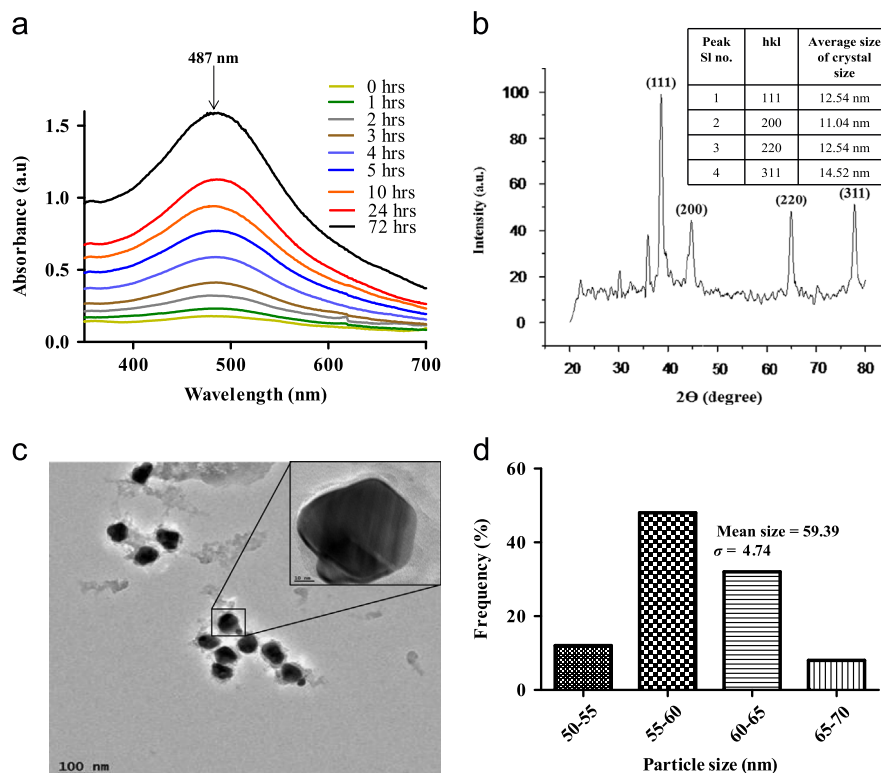 a
487 nm
0 hrs
1 hrs
2 hrs
3 hrs
4 hrs
5 hrs
10 hrs
24 hrs
72 hrs
1.5
1.0
0.5
0.0
400
500
600
700
Absorbance (a.u)
Wavelength (nm)
b
Peak Sl no.
hkl
Average size of crystal size
1 111 12.54 nm
2 200 11.04 nm
3 220 12.54 nm
4 311 14.52 nm
(111)
(200)
(220)
(311)
100
80
60
40
20
0
20 30 40 50 60 70 80
Intensity (a.u.)
2Θ (degree)
c
10 nm
100 nm
d
60
40
20
0
Mean size = 59.39
σ = 4.74
Frequency (%)
50-55
55-60
60-65
65-70
Particle size (nm)